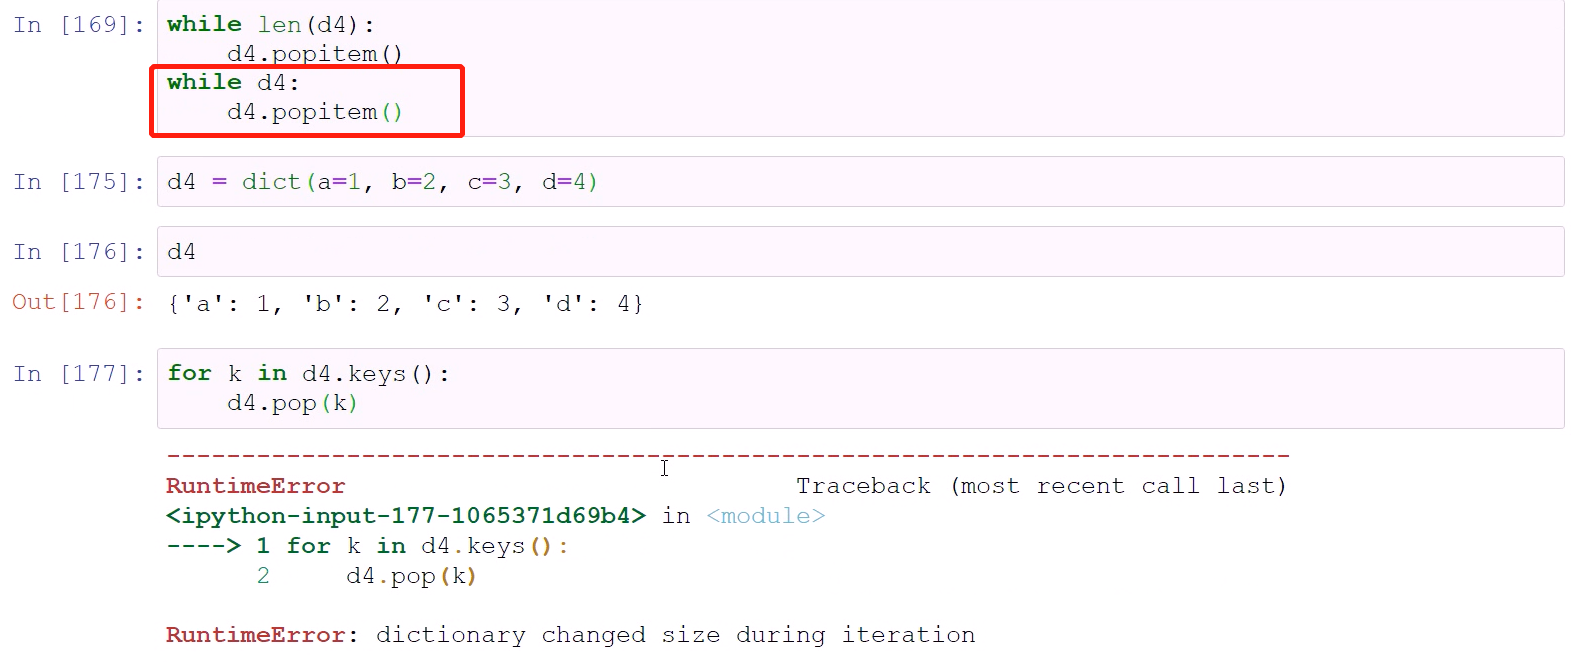 In [169]: while len(d4):
    d4.popitem()
while d4:
    d4.popitem()
In [175]: d4 = dict(a=1, b=2, c=3, d=4)
In [176]: d4
Out[176]: {'a': 1, 'b': 2, 'c': 3, 'd': 4}
In [177]: for k in d4.keys():
    d4.pop(k)
---------------------------------------------------------------------------
RuntimeError                              Traceback (most recent call last)
<ipython-input-177-1065371d69b4> in <module>
----> 1 for k in d4.keys():
      2     d4.pop(k)
RuntimeError: dictionary changed size during iteration